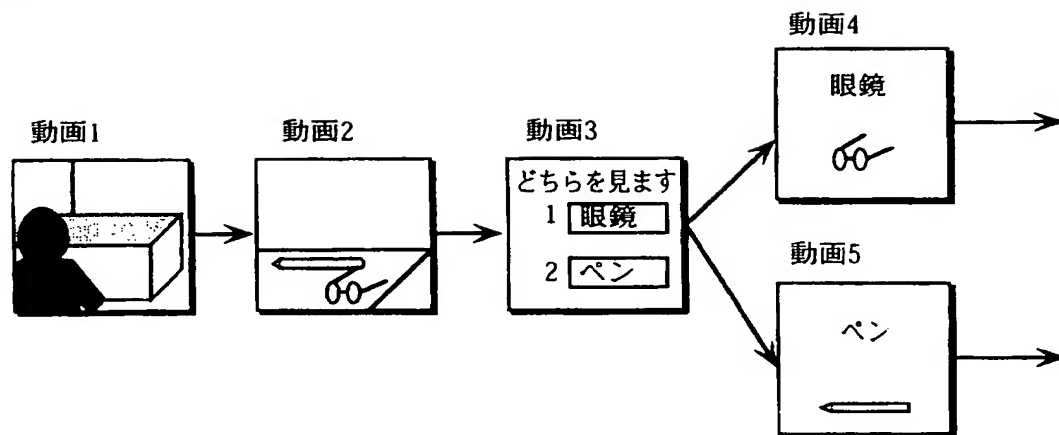 動画1
動画2
動画3
どちらを見ます
1 眼鏡
2 ペン
動画4
眼鏡
動画5
ペン